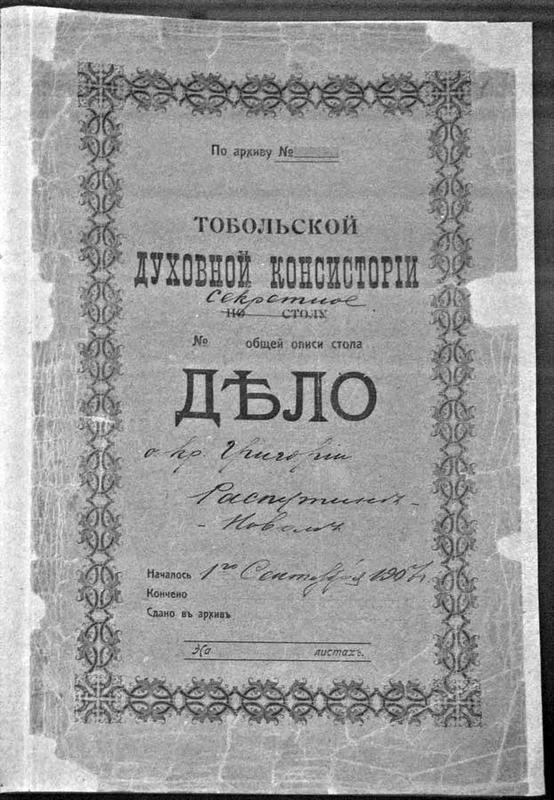 По архиву №
ТОБОЛЬСКОЙ
ДУХОВНОЙ КОНСИСТОРІИ
секретное
ПО СТОЛУ
№ общей описи стола
ДѢЛО
о кр. Григоріи
Распутинѣ-
-Новомъ
Началось 1го Сентября 1907 г.
Кончено
Сдано въ архивъ
На листахъ.